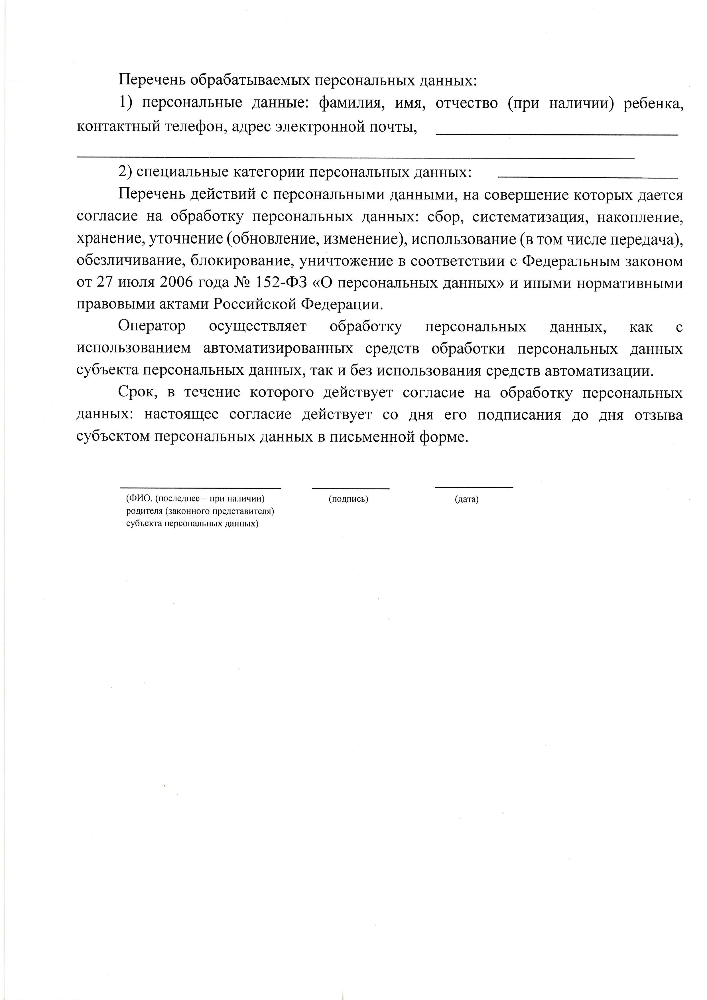 Перечень обрабатываемых персональных данных:
1) персональные данные: фамилия, имя, отчество (при наличии) ребенка,
контактный телефон, адрес электронной почты,
2) специальные категории персональных данных:
Перечень действий с персональными данными, на совершение которых дается
согласие на обработку персональных данных: сбор, систематизация, накопление,
хранение, уточнение (обновление, изменение), использование (в том числе передача),
обезличивание, блокирование, уничтожение в соответствии с Федеральным законом
от 27 июля 2006 года № 152-ФЗ «О персональных данных» и иными нормативными
правовыми актами Российской Федерации.
Оператор осуществляет обработку персональных данных, как с
использованием автоматизированных средств обработки персональных данных
субъекта персональных данных, так и без использования средств автоматизации.
Срок, в течение которого действует согласие на обработку персональных
данных: настоящее согласие действует со дня его подписания до дня отзыва
субъектом персональных данных в письменной форме.
(ФИО. (последнее – при наличии) (подпись) (дата)
родителя (законного представителя)
субъекта персональных данных)